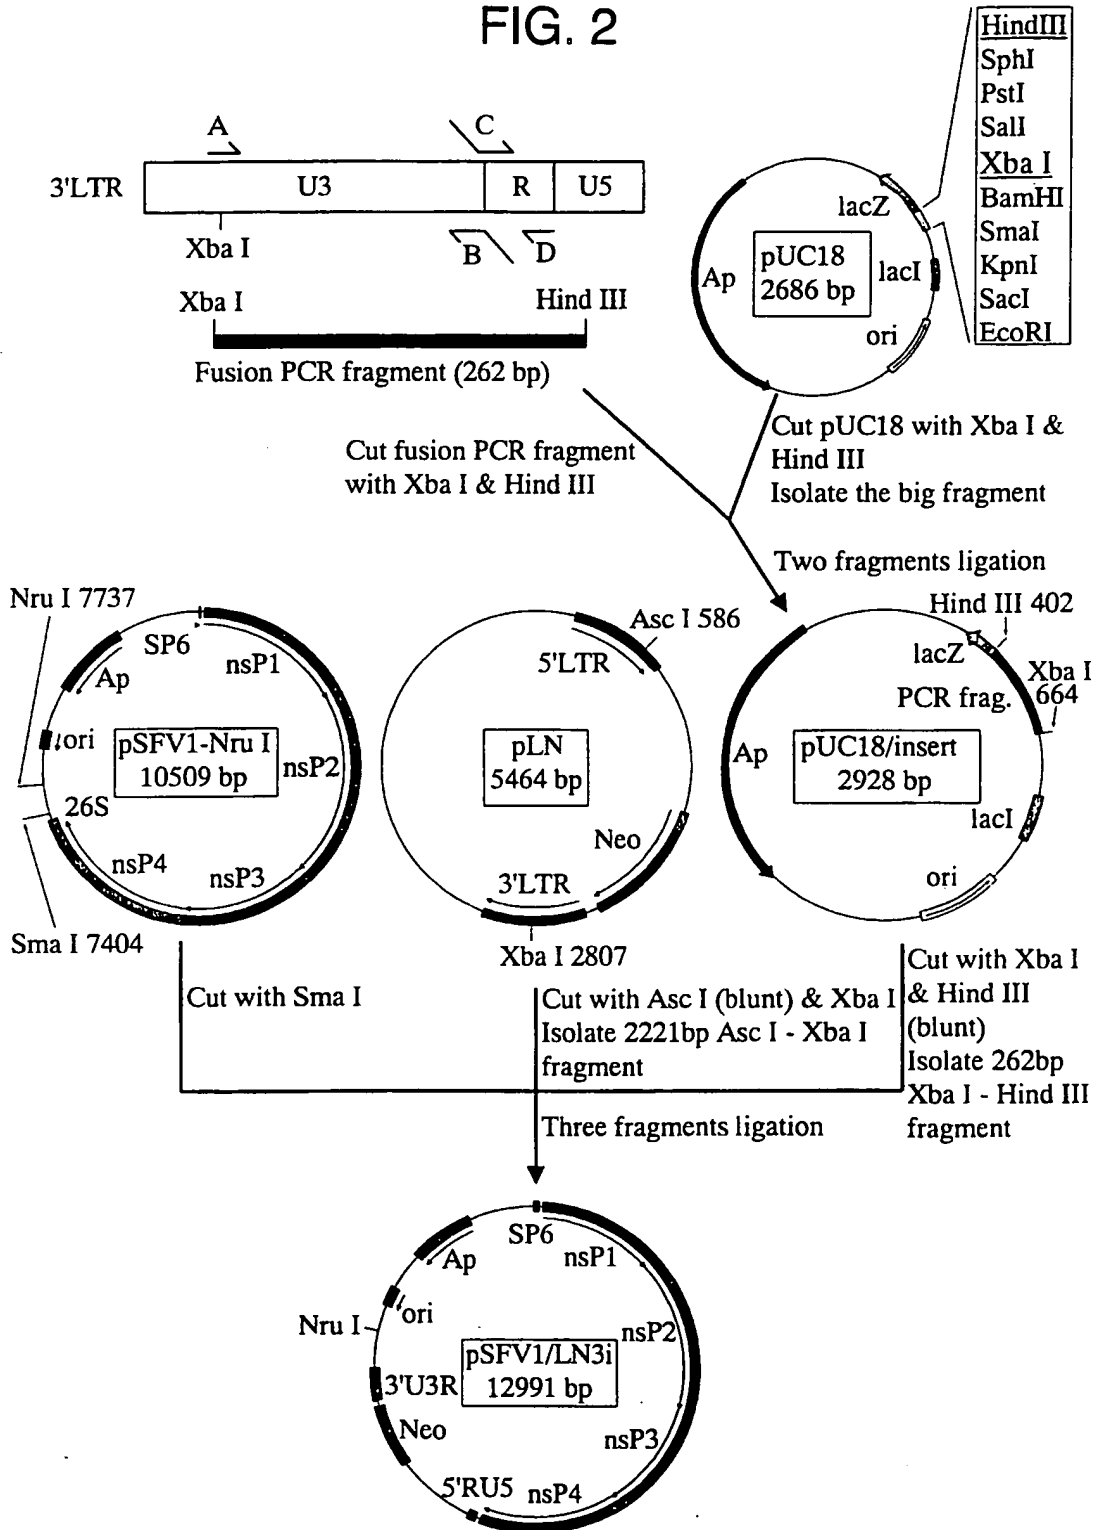 FIG. 2
HindIII
SphI
PstI
SalI
Xba I
BamHI
SmaI
KpnI
SacI
EcoRI
A
C
3'LTR
U3
R
U5
Xba I
B
D
Xba I
Hind III
Fusion PCR fragment (262 bp)
lacZ
pUC18
2686 bp
lacI
Ap
ori
Cut fusion PCR fragment
with Xba I & Hind III
Cut pUC18 with Xba I &
Hind III
Isolate the big fragment
Two fragments ligation
Nru I 7737
SP6
nsP1
Ap
ori
pSFV1-Nru I
10509 bp
nsP2
26S
nsP4
nsP3
Sma I 7404
Asc I 586
5'LTR
pLN
5464 bp
Neo
3'LTR
Xba I 2807
Hind III 402
lacZ
Xba I
664
PCR frag.
Ap
pUC18/insert
2928 bp
lacI
ori
Cut with Sma I
Cut with Asc I (blunt) & Xba I
Isolate 2221bp Asc I - Xba I
fragment
Cut with Xba I
& Hind III
(blunt)
Isolate 262bp
Xba I - Hind III
fragment
Three fragments ligation
SP6
nsP1
Ap
ori
Nru I
nsP2
pSFV1/LN3i
12991 bp
3'U3R
Neo
nsP3
5'RU5
nsP4